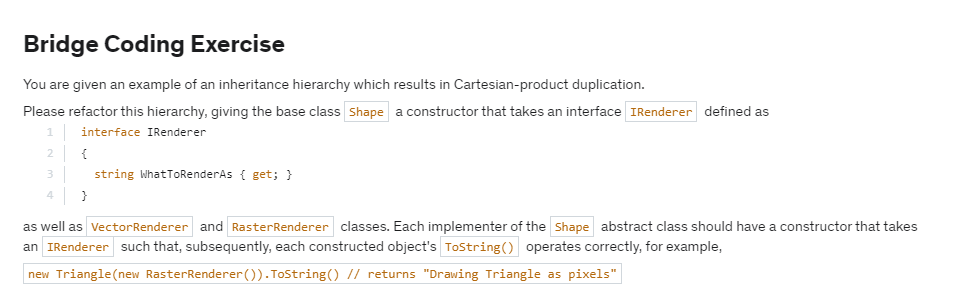 Bridge Coding Exercise
You are given an example of an inheritance hierarchy which results in Cartesian-product duplication.
Please refactor this hierarchy, giving the base class Shape a constructor that takes an interface IRenderer defined as
1 interface IRenderer
2 {
3 string WhatToRenderAs { get; }
4 }
as well as VectorRenderer and RasterRenderer classes. Each implementer of the Shape abstract class should have a constructor that takes
an IRenderer such that, subsequently, each constructed object's ToString() operates correctly, for example,
new Triangle(new RasterRenderer()).ToString() // returns "Drawing Triangle as pixels"